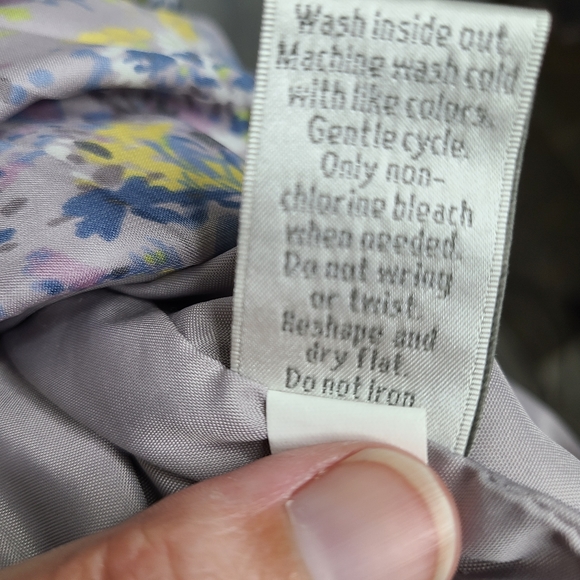 Wash inside out.
Machine wash cold
with like colors.
Gentle cycle.
Only non-
chlorine bleach
when needed.
Do not wring
or twist.
Reshape and
dry flat.
Do not iron